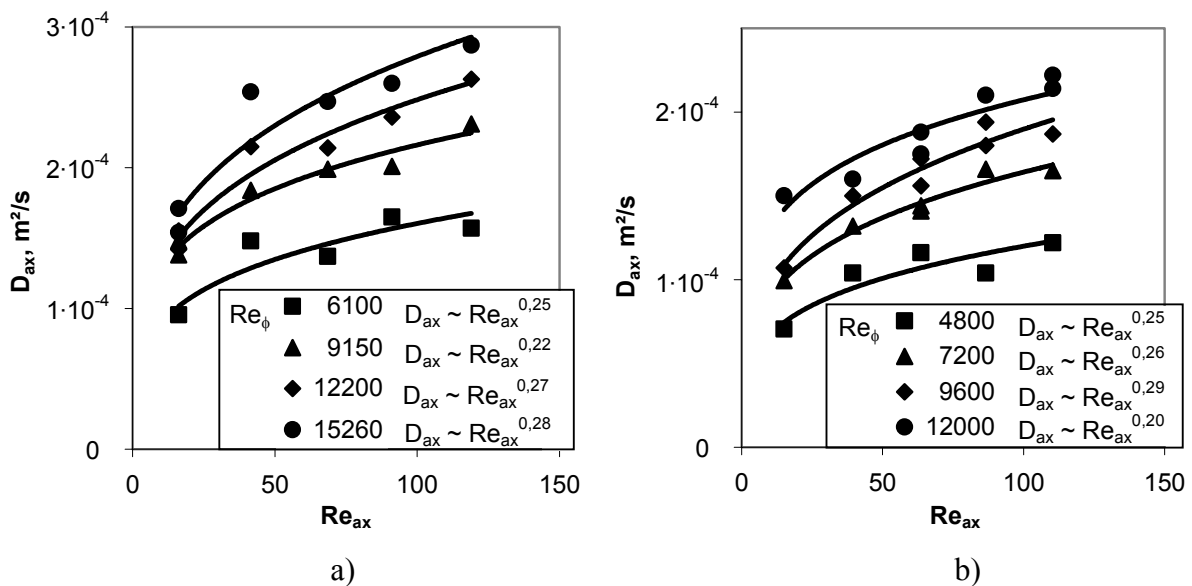 3·10⁻⁴
2·10⁻⁴
1·10⁻⁴
0
D_ax, m²/s
Re_ϕ
■ 6100 D_ax ~ Re_ax^0,25
▲ 9150 D_ax ~ Re_ax^0,22
◆ 12200 D_ax ~ Re_ax^0,27
● 15260 D_ax ~ Re_ax^0,28
0 50 100 150
Re_ax
a)
2·10⁻⁴
1·10⁻⁴
0
D_ax, m²/s
Re_ϕ
■ 4800 D_ax ~ Re_ax^0,25
▲ 7200 D_ax ~ Re_ax^0,26
◆ 9600 D_ax ~ Re_ax^0,29
● 12000 D_ax ~ Re_ax^0,20
0 50 100 150
Re_ax
b)